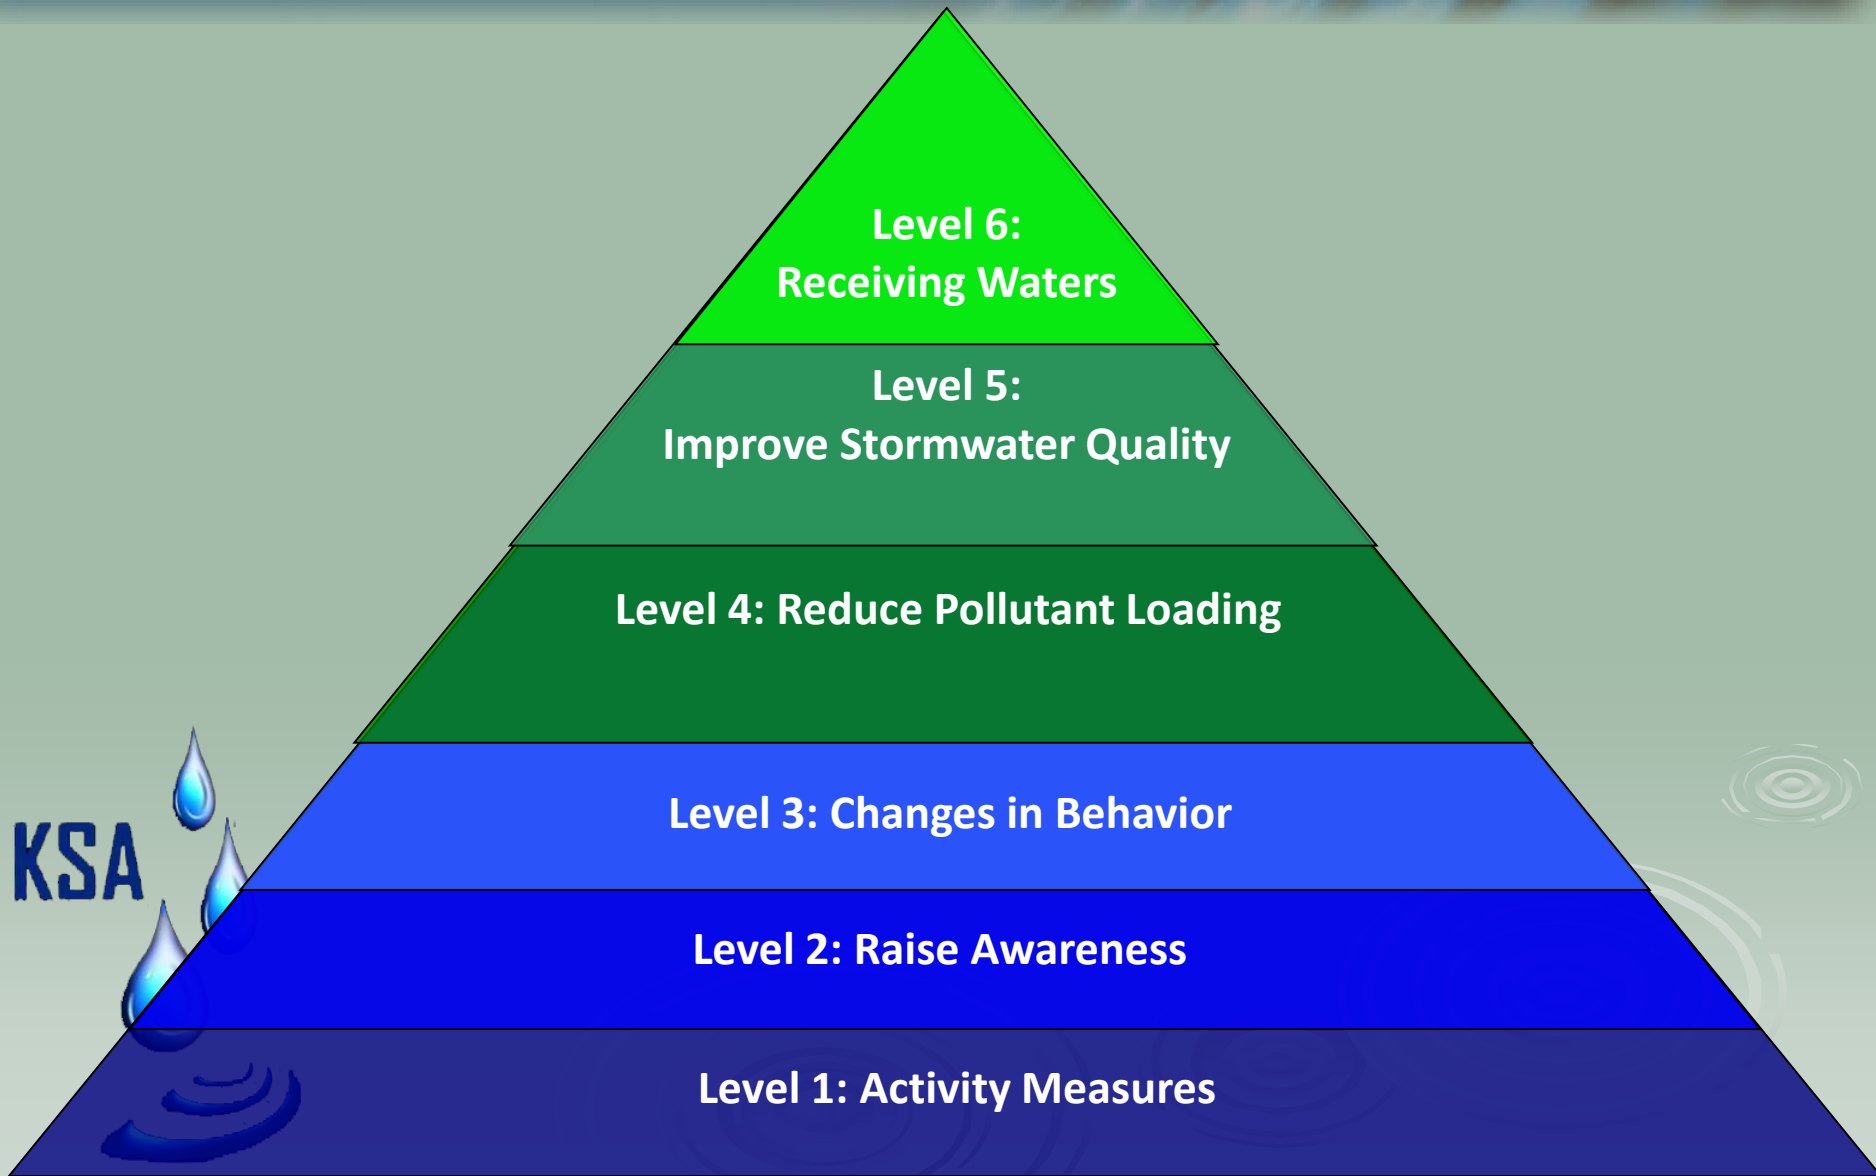 Level 6:
Receiving Waters
Level 5:
Improve Stormwater Quality
Level 4: Reduce Pollutant Loading
Level 3: Changes in Behavior
KSA
Level 2: Raise Awareness
Level 1: Activity Measures